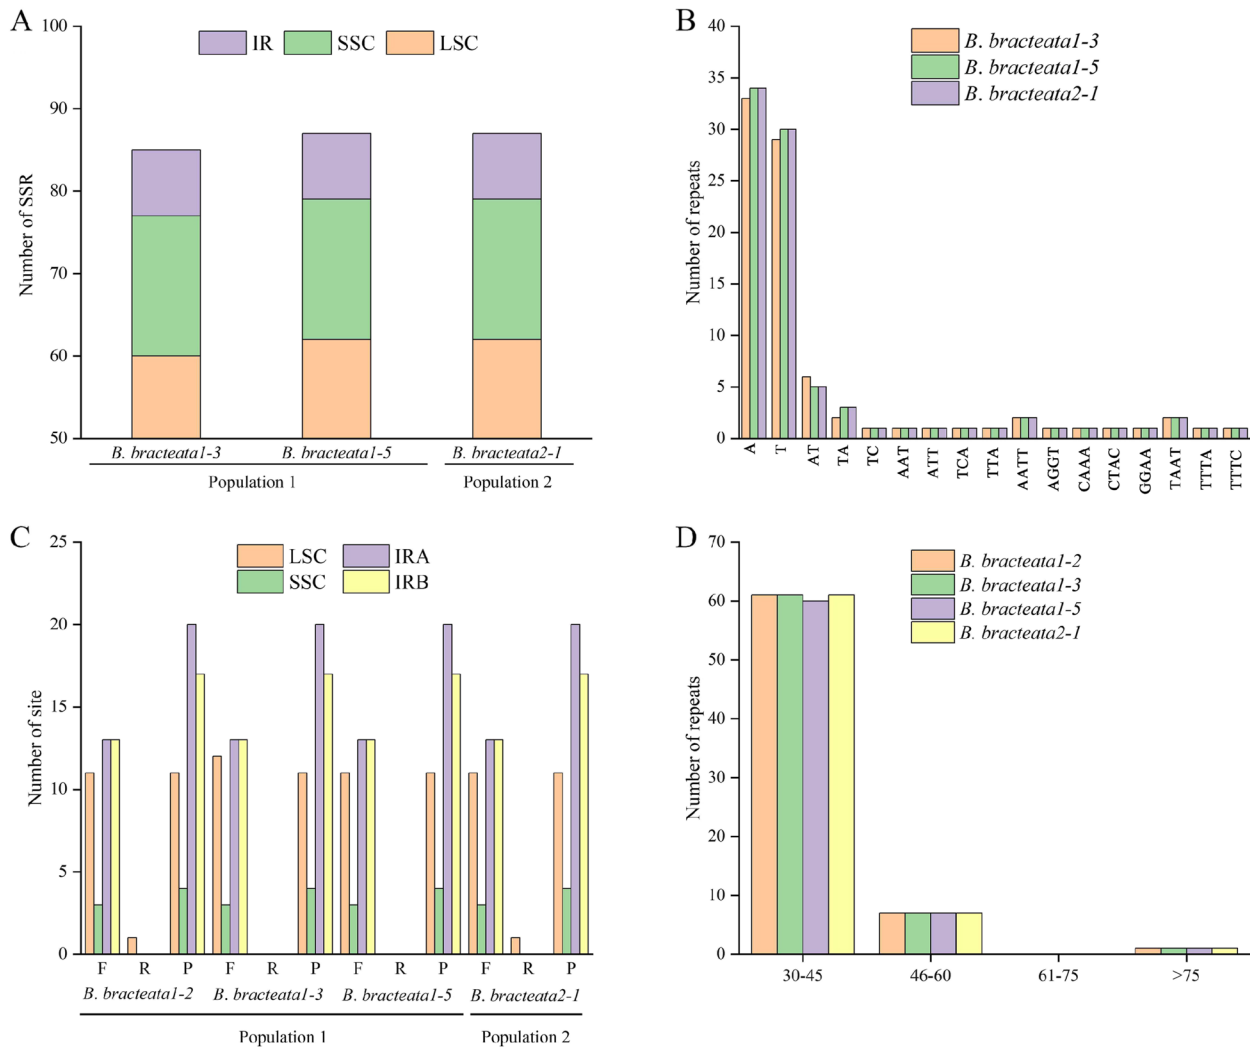 A
100
90
80
70
60
50
Number of SSR
IR SSC LSC
B. bracteata1-3 B. bracteata1-5 B. bracteata2-1
Population 1 Population 2
B
40
35
30
25
20
15
10
5
0
Number of repeats
B. bracteata1-3
B. bracteata1-5
B. bracteata2-1
A T AT TA TC AAT ATT TCA TTA AATT AGGT CAAA CTAC GGAA TAAT TTTA TTTC
C
25
20
15
10
5
0
Number of site
LSC IRA
SSC IRB
F R P F R P F R P F R P
B. bracteata1-2 B. bracteata1-3 B. bracteata1-5 B. bracteata2-1
Population 1 Population 2
D
70
60
50
40
30
20
10
0
Number of repeats
B. bracteata1-2
B. bracteata1-3
B. bracteata1-5
B. bracteata2-1
30-45 46-60 61-75 >75